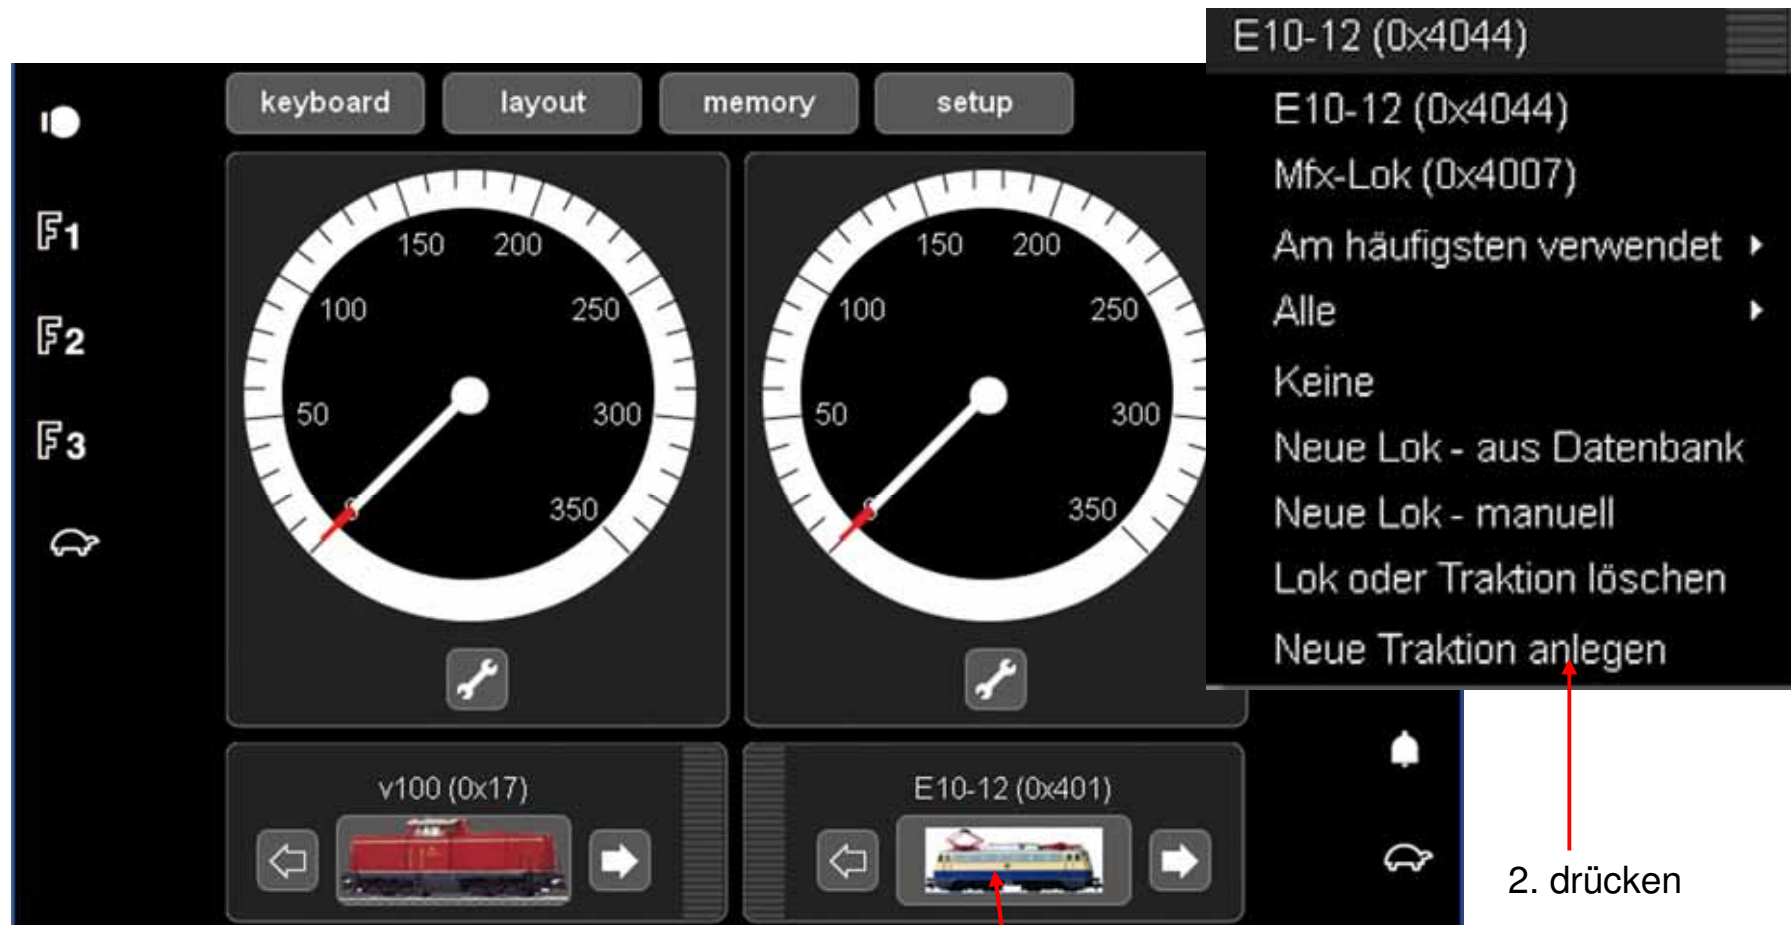 keyboard
layout
memory
setup
F1
F2
F3
0
50
100
150
200
250
300
350
0
50
100
150
200
250
300
350
v100 (0x17)
E10-12 (0x401)
E10-12 (0x4044)
E10-12 (0x4044)
Mfx-Lok (0x4007)
Am häufigsten verwendet
Alle
Keine
Neue Lok - aus Datenbank
Neue Lok - manuell
Lok oder Traktion löschen
Neue Traktion anlegen
2. drücken